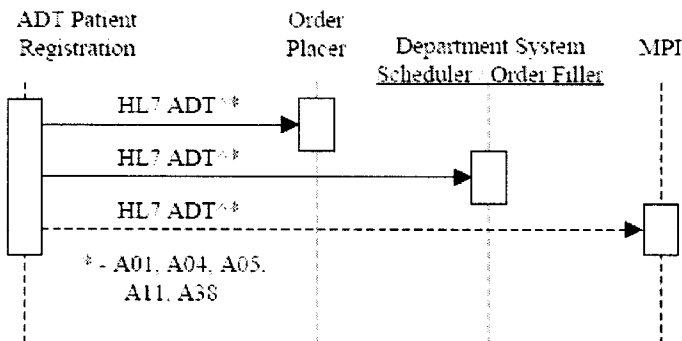 ADT Patient
Registration
Order
Placer
Department System
Scheduler / Order Filler
MPI
HL7 ADT^*
HL7 ADT^*
HL7 ADT^*
* - A01, A04, A05,
A11, A38